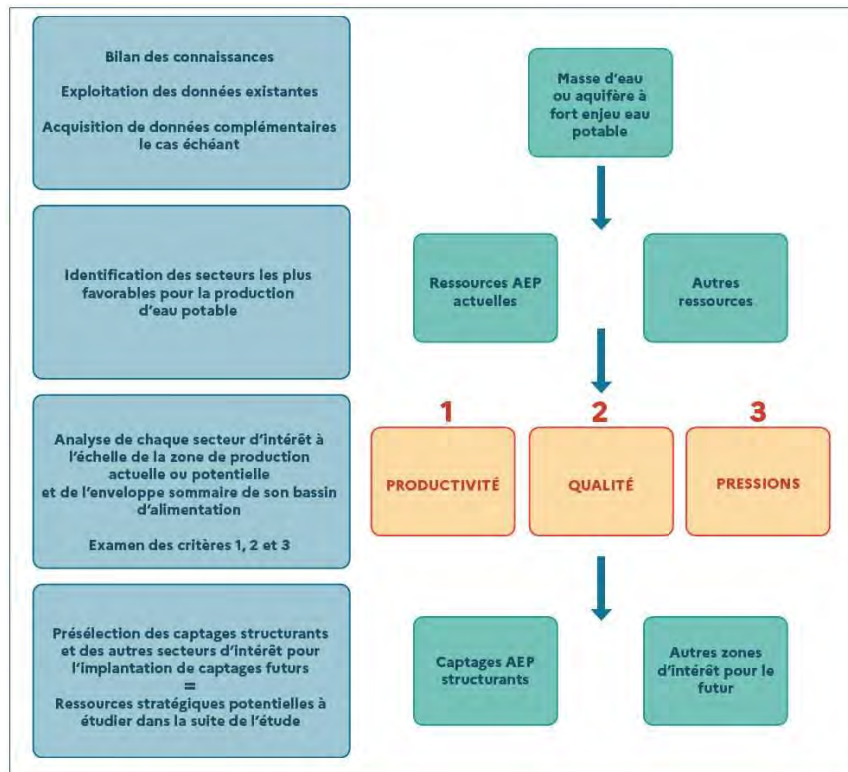 Bilan des connaissances
Exploitation des données existantes
Acquisition de données complémentaires
le cas échéant
Masse d'eau
ou aquifère à
fort enjeu eau
potable
Identification des secteurs les plus
favorables pour la production
d'eau potable
Ressources AEP
actuelles
Autres
ressources
Analyse de chaque secteur d'intérêt à
l'échelle de la zone de production
actuelle ou potentielle
et de l'enveloppe sommaire de son bassin
d'alimentation
Examen des critères 1, 2 et 3
1
PRODUCTIVITÉ
2
QUALITÉ
3
PRESSIONS
Présélection des captages structurants
et des autres secteurs d'intérêt pour
l'implantation de captages futurs
=
Ressources stratégiques potentielles à
étudier dans la suite de l'étude
Captages AEP
structurants
Autres zones
d'intérêt pour le
futur